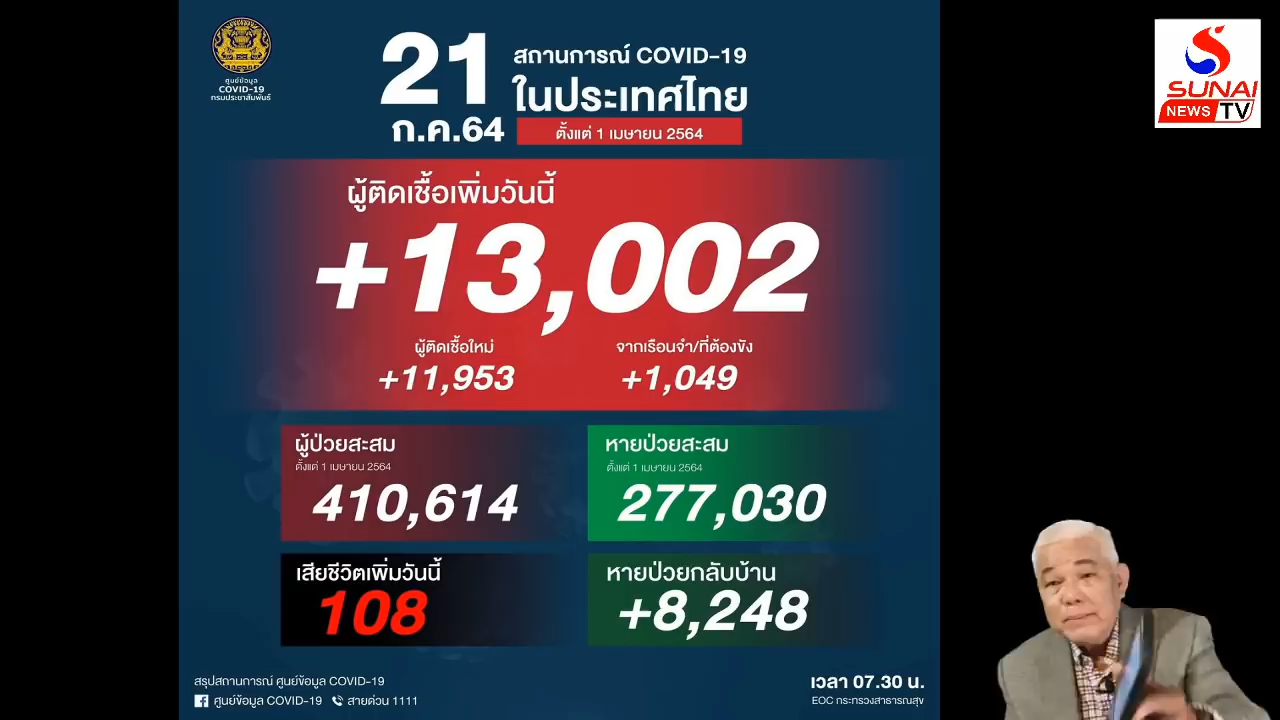 ศูนย์ข้อมูล
COVID-19
กรมประชาสัมพันธ์
21
ก.ค.64
สถานการณ์ COVID-19
ในประเทศไทย
ตั้งแต่ 1 เมษายน 2564
SUNAI
NEWS TV
ผู้ติดเชื้อเพิ่มวันนี้
+13,002
ผู้ติดเชื้อใหม่
+11,953
จากเรือนจำ/ที่ต้องขัง
+1,049
ผู้ป่วยสะสม
ตั้งแต่ 1 เมษายน 2564
410,614
หายป่วยสะสม
ตั้งแต่ 1 เมษายน 2564
277,030
เสียชีวิตเพิ่มวันนี้
108
หายป่วยกลับบ้าน
+8,248
สรุปสถานการณ์ ศูนย์ข้อมูล COVID-19
ศูนย์ข้อมูล COVID-19 สายด่วน 1111
เวลา 07.30 น.
EOC กระทรวงสาธารณสุข